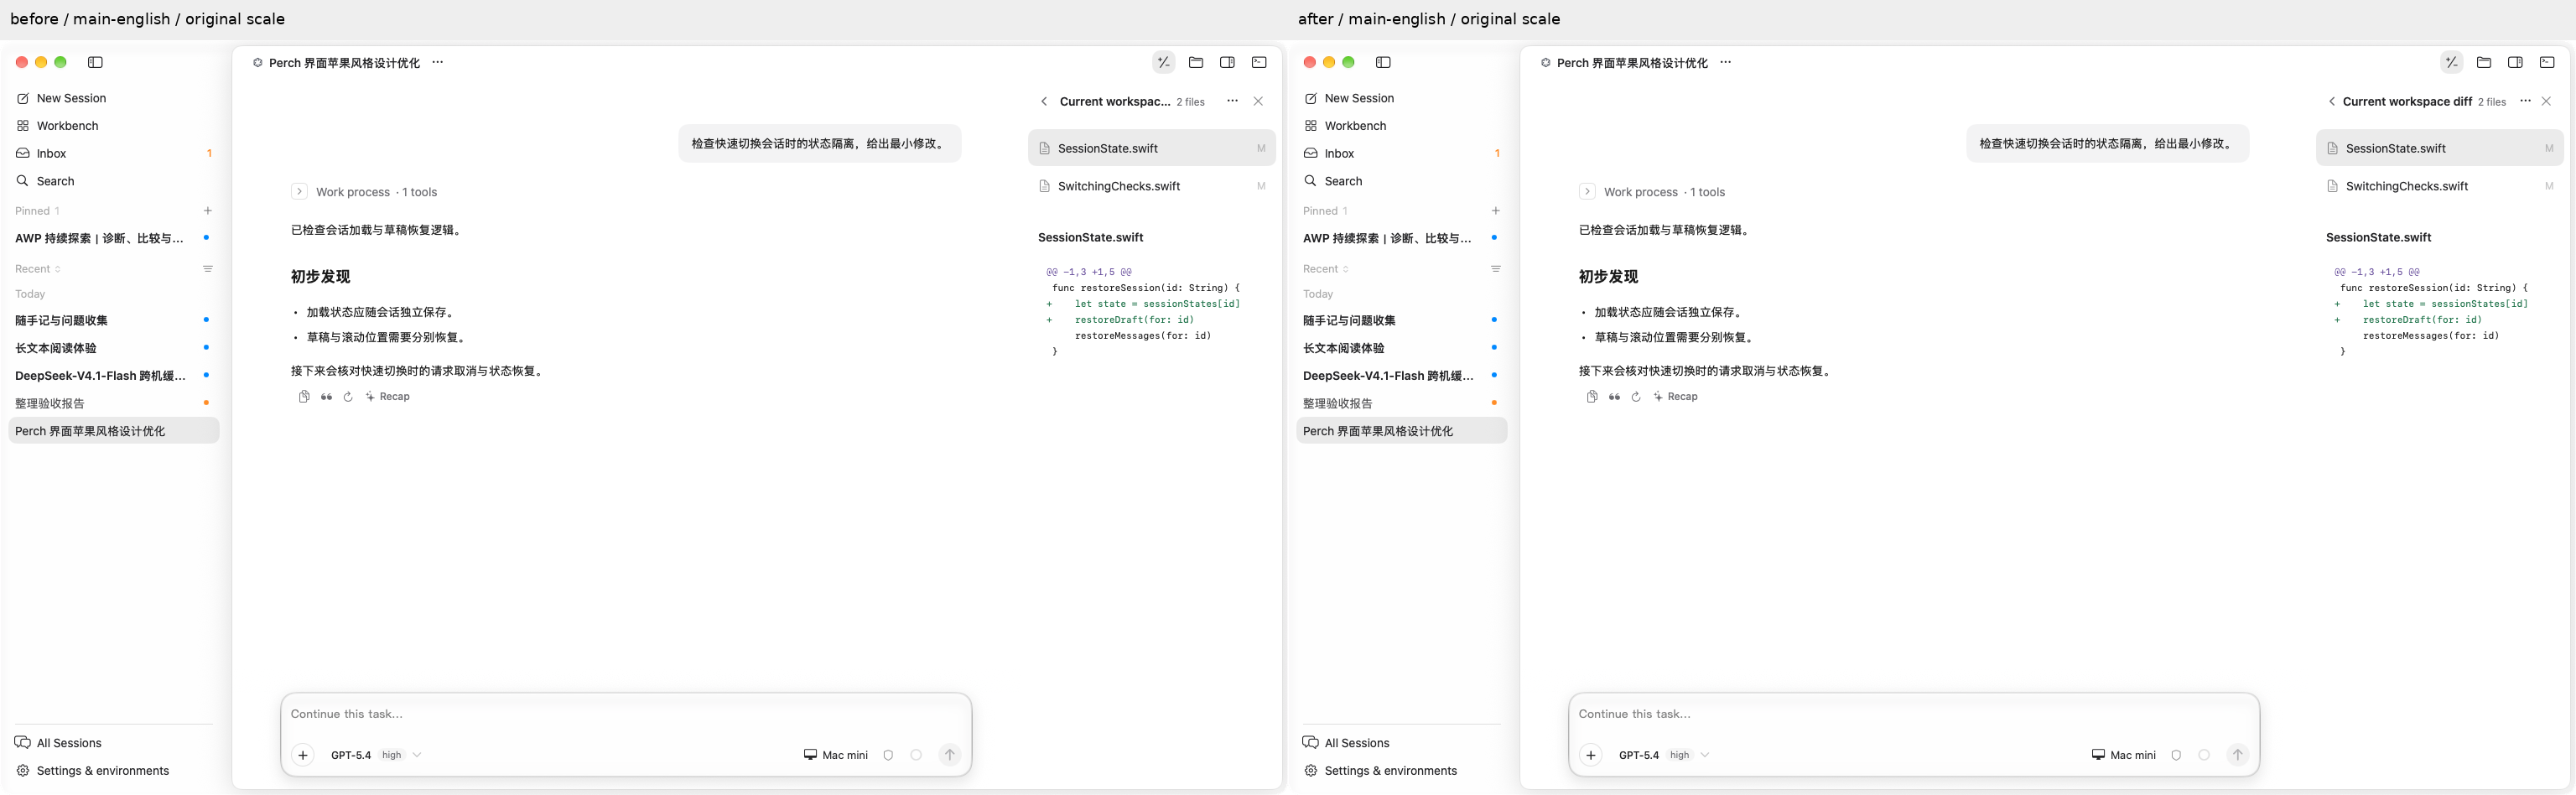 before / main-english / original scale
Perch 界面苹果风格设计优化 ···
New Session
Workbench
Inbox 1
Search
Pinned 1 +
AWP 持续探索 | 诊断、比较与...
Recent
Today
随手记与问题收集
长文本阅读体验
DeepSeek-V4.1-Flash 跨机缓...
整理验收报告
Perch 界面苹果风格设计优化
All Sessions
Settings & environments
检查快速切换会话时的状态隔离，给出最小修改。
Work process · 1 tools
已检查会话加载与草稿恢复逻辑。
初步发现
• 加载状态应随会话独立保存。
• 草稿与滚动位置需要分别恢复。
接下来会核对快速切换时的请求取消与状态恢复。
Recap
Continue this task...
GPT-5.4 high
Mac mini
Current workspac... 2 files ···
SessionState.swift M
SwitchingChecks.swift M
SessionState.swift
@@ -1,3 +1,5 @@
func restoreSession(id: String) {
+ let state = sessionStates[id]
+ restoreDraft(for: id)
restoreMessages(for: id)
}
after / main-english / original scale
Perch 界面苹果风格设计优化 ···
New Session
Workbench
Inbox 1
Search
Pinned 1 +
AWP 持续探索 | 诊断、比较与...
Recent
Today
随手记与问题收集
长文本阅读体验
DeepSeek-V4.1-Flash 跨机缓...
整理验收报告
Perch 界面苹果风格设计优化
All Sessions
Settings & environments
检查快速切换会话时的状态隔离，给出最小修改。
Work process · 1 tools
已检查会话加载与草稿恢复逻辑。
初步发现
• 加载状态应随会话独立保存。
• 草稿与滚动位置需要分别恢复。
接下来会核对快速切换时的请求取消与状态恢复。
Recap
Continue this task...
GPT-5.4 high
Mac mini
Current workspace diff 2 files ···
SessionState.swift M
SwitchingChecks.swift M
SessionState.swift
@@ -1,3 +1,5 @@
func restoreSession(id: String) {
+ let state = sessionStates[id]
+ restoreDraft(for: id)
restoreMessages(for: id)
}